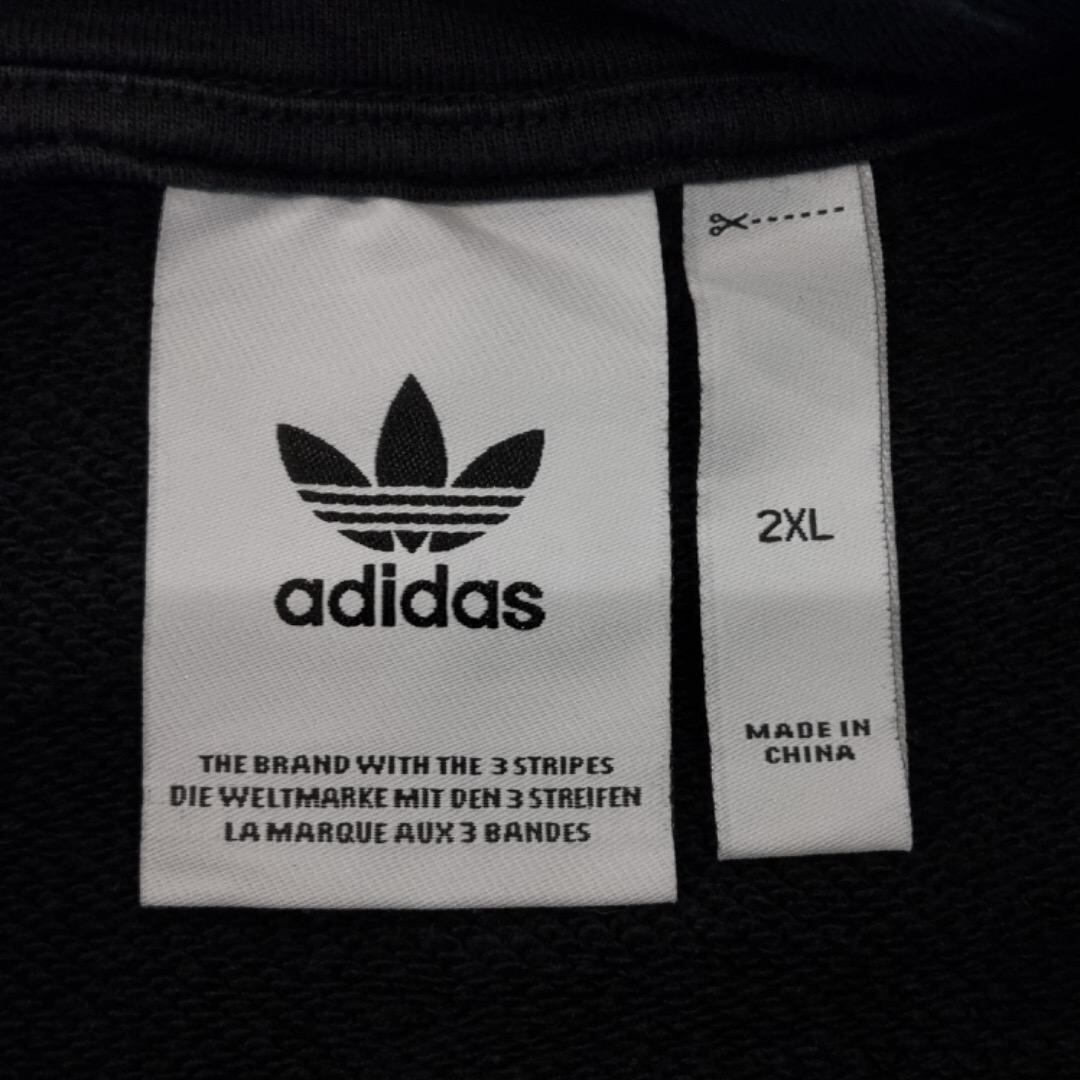 adidas
THE BRAND WITH THE 3 STRIPES
DIE WELTMARKE MIT DEN 3 STREIFEN
LA MARQUE AUX 3 BANDES
2XL
MADE IN
CHINA